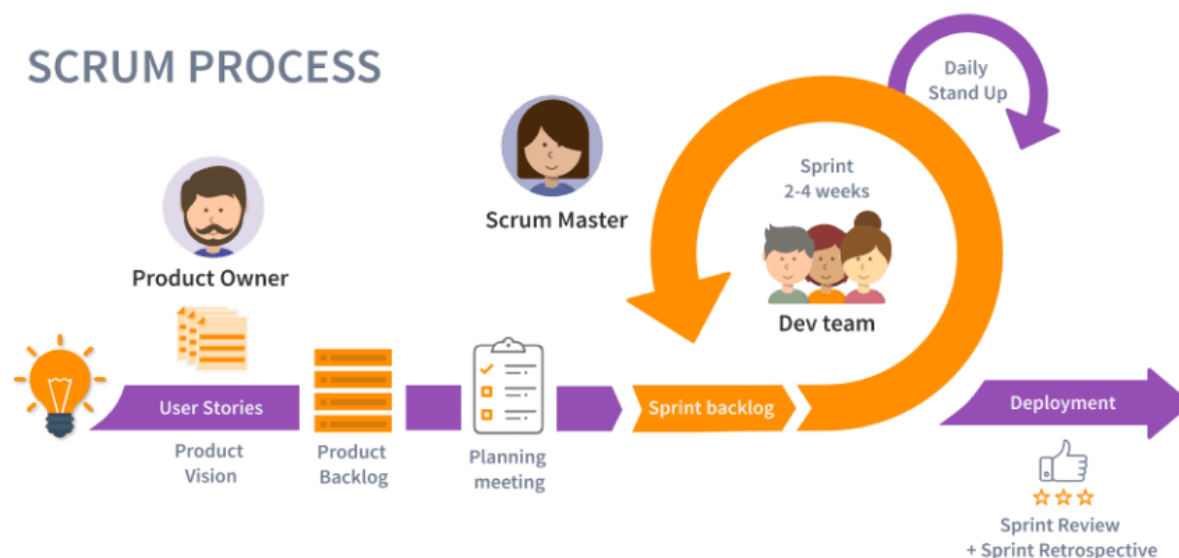 SCRUM PROCESS
Daily
Stand Up
Sprint
2-4 weeks
Scrum Master
Product Owner
Dev team
User Stories
Sprint backlog
Deployment
Product
Vision
Product
Backlog
Planning
meeting
Sprint Review
+ Sprint Retrospective